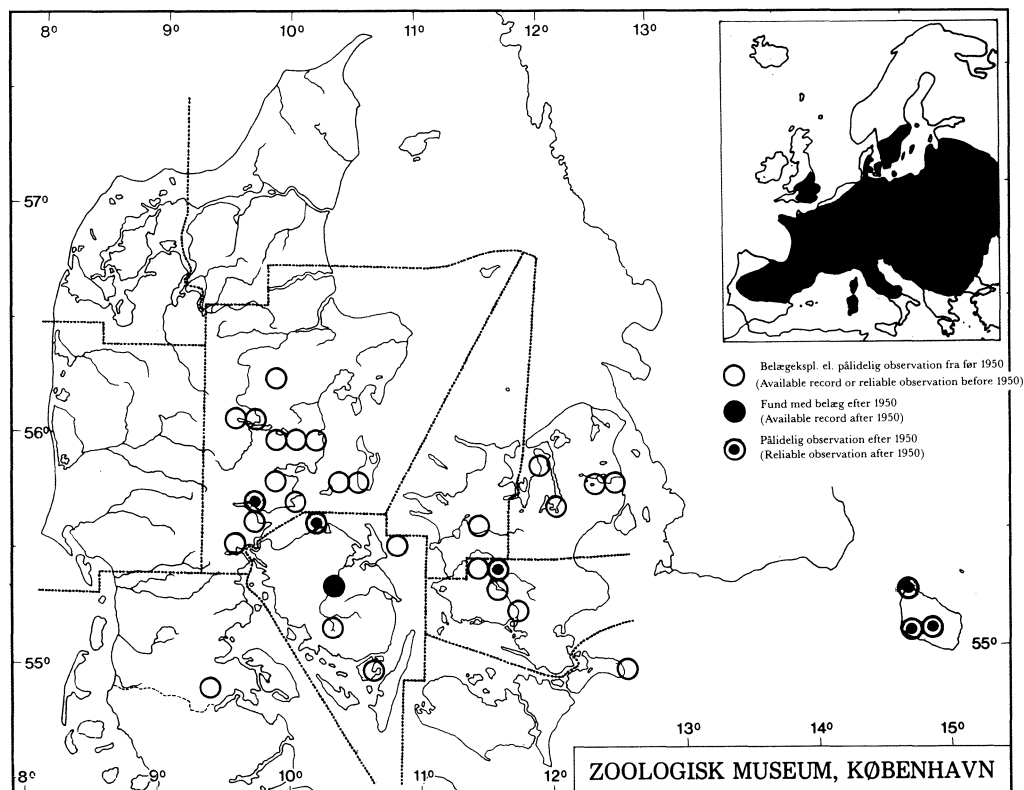 8° 9° 10° 11° 12° 13°
57°
Belægekspl. el. pålidelig observation fra før 1950
(Available record or reliable observation before 1950)
Fund med belæg efter 1950
(Available record after 1950)
56°
Pålidelig observation efter 1950
(Reliable observation after 1950)
55° 55°
13° 14° 15°
8° 9° 10° 11° 12°
ZOOLOGISK MUSEUM, KØBENHAVN